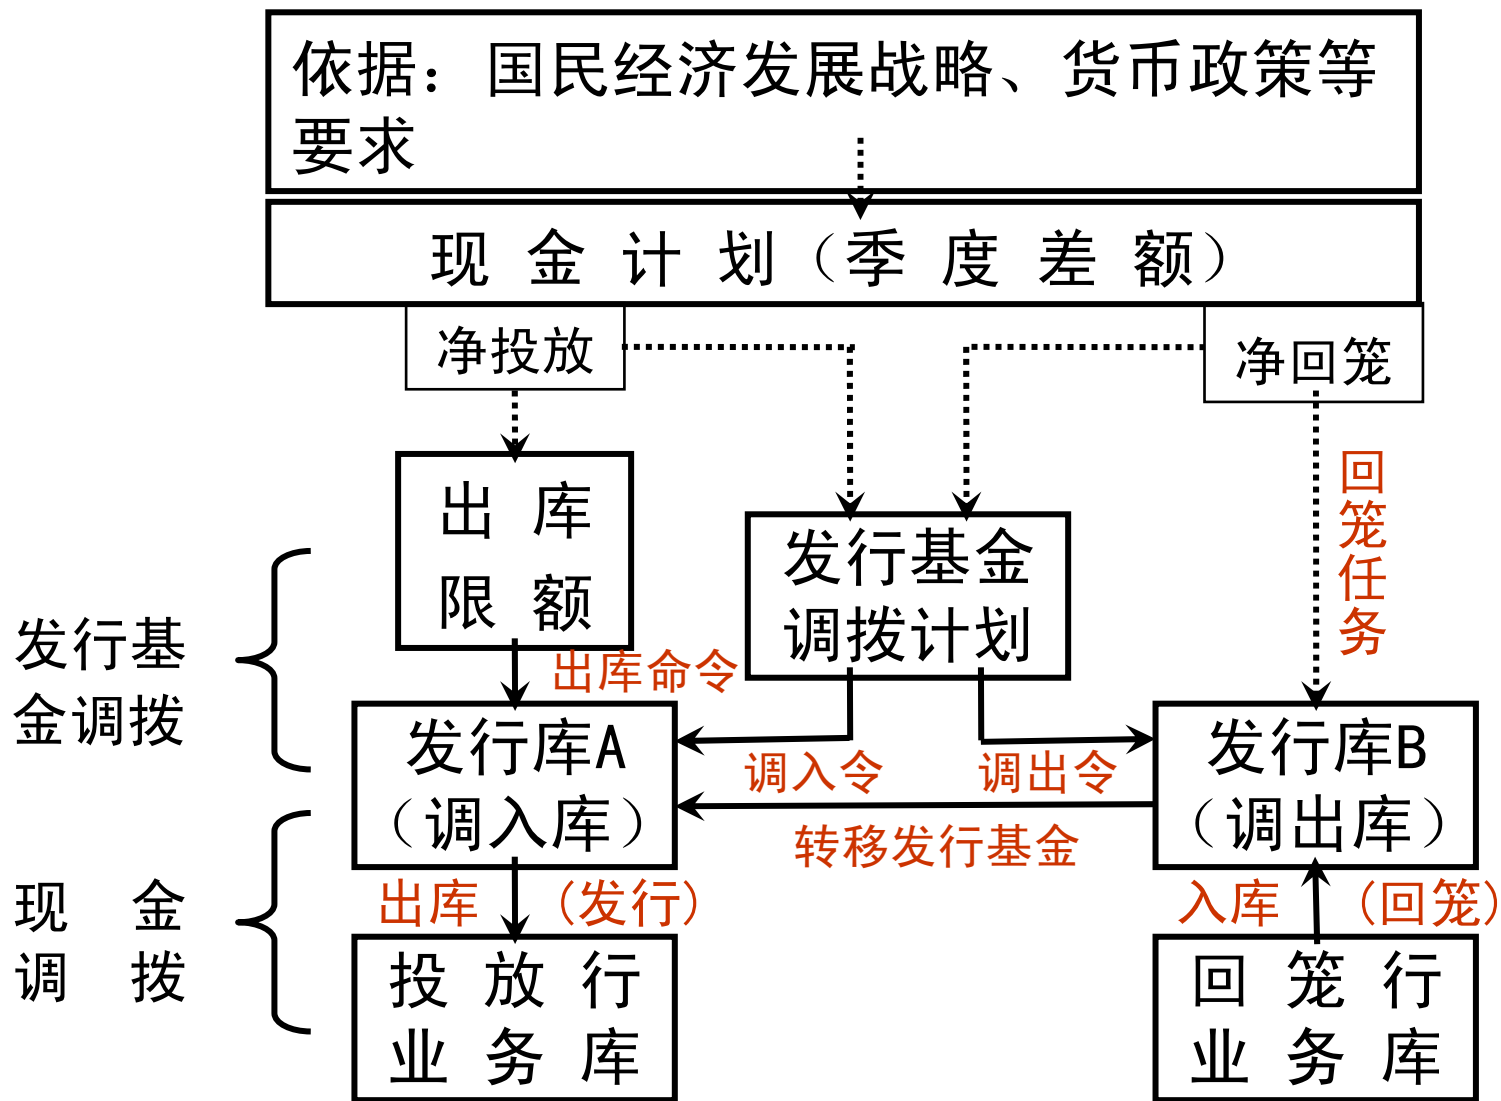 依据：国民经济发展战略、货币政策等
要求
现 金 计 划（季 度 差 额）
净投放
净回笼
出 库
限 额
发行基金
调拨计划
回
笼
任
务
发行基
金调拨
出库命令
发行库A
（调入库）
调入令
调出令
转移发行基金
发行库B
（调出库）
出库 （发行）
入库 （回笼）
现 金
调 拨
投 放 行
业 务 库
回 笼 行
业 务 库